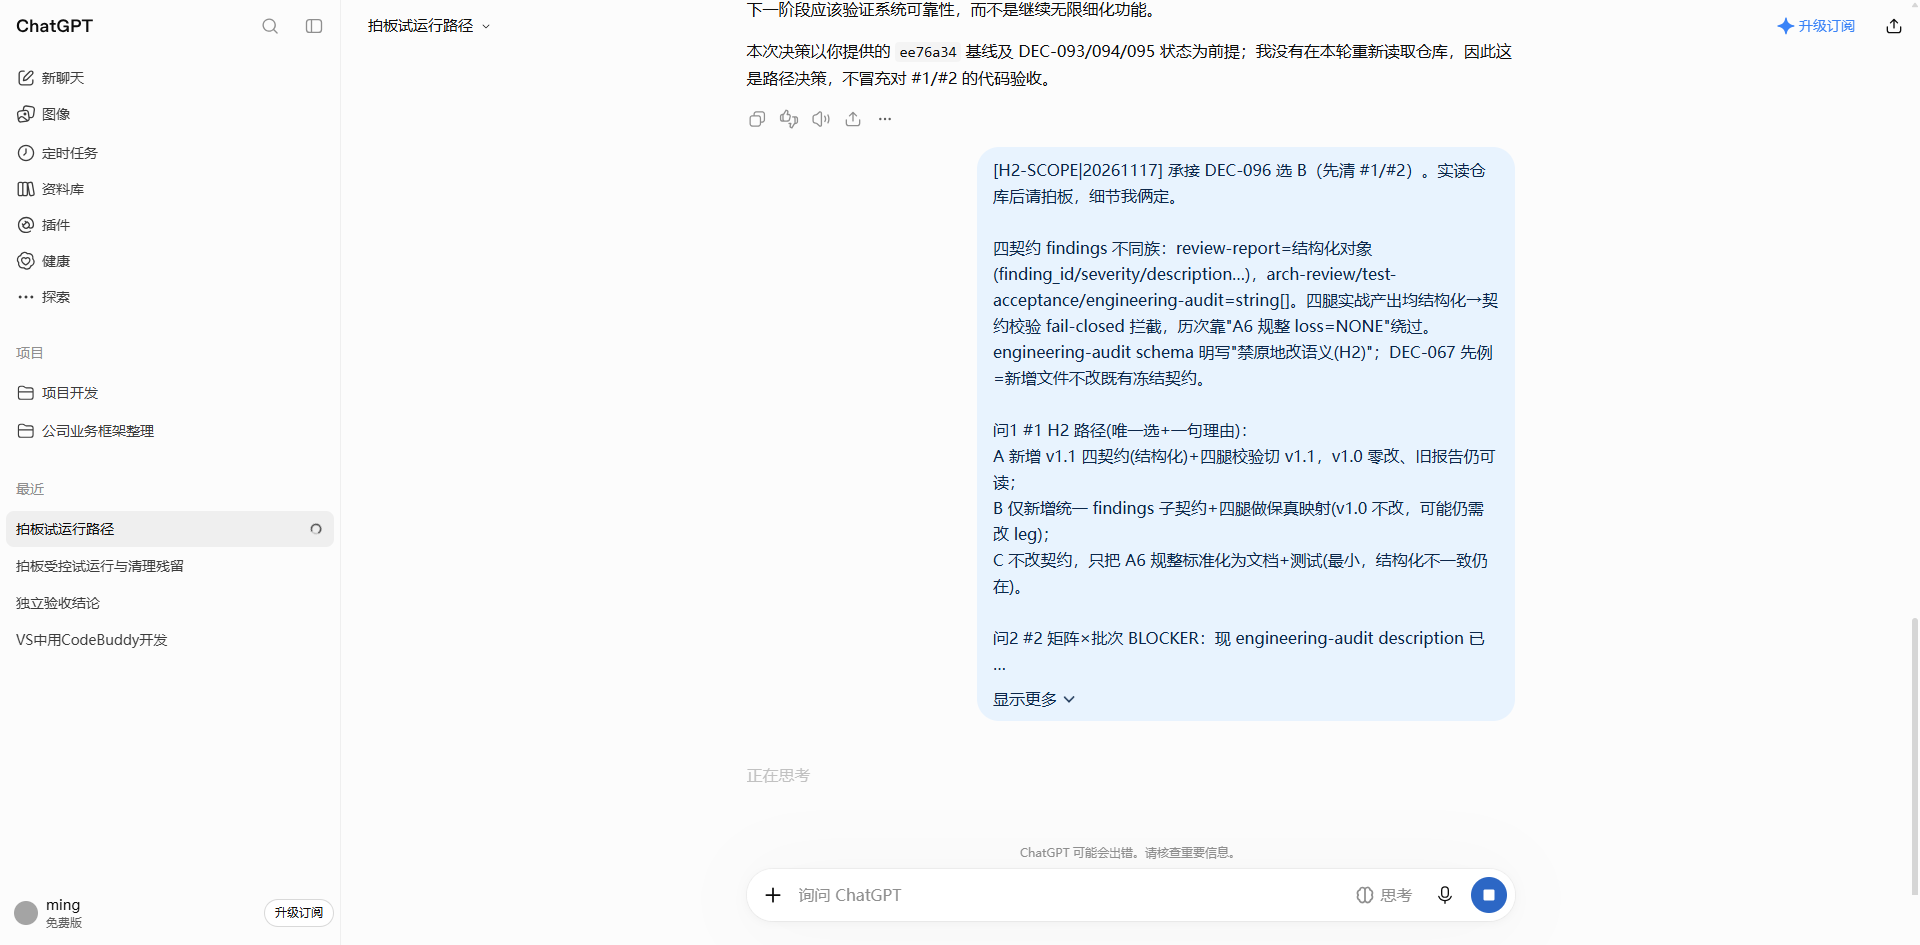 ChatGPT
新聊天
图像
定时任务
资料库
插件
健康
探索
项目
项目开发
公司业务框架整理
最近
拍板试运行路径
拍板受控试运行与清理残留
独立验收结论
VS中用CodeBuddy开发
ming
免费版
升级订阅
拍板试运行路径
升级订阅
下一阶段应该验证系统可靠性，而不是继续无限细化功能。
本次决策以你提供的 ee76a34 基线及 DEC-093/094/095 状态为前提；我没有在本轮重新读取仓库，因此这
是路径决策，不冒充对 #1/#2 的代码验收。
[H2-SCOPE|20261117] 承接 DEC-096 选 B（先清 #1/#2）。实读仓
库后请拍板，细节我俩定。
四契约 findings 不同族：review-report=结构化对象
(finding_id/severity/description…)，arch-review/test-
acceptance/engineering-audit=string[]。四腿实战产出均结构化→契
约校验 fail-closed 拦截，历次靠"A6 规整 loss=NONE"绕过。
engineering-audit schema 明写"禁原地改语义(H2)"；DEC-067 先例
=新增文件不改既有冻结契约。
问1 #1 H2 路径(唯一选+一句理由)：
A 新增 v1.1 四契约(结构化)+四腿校验切 v1.1，v1.0 零改、旧报告仍可
读；
B 仅新增统一 findings 子契约+四腿做保真映射(v1.0 不改，可能仍需
改 leg)；
C 不改契约，只把 A6 规整标准化为文档+测试(最小，结构化不一致仍
在)。
问2 #2 矩阵×批次 BLOCKER：现 engineering-audit description 已
...
显示更多
正在思考
ChatGPT 可能会出错。请核查重要信息。
询问 ChatGPT
思考